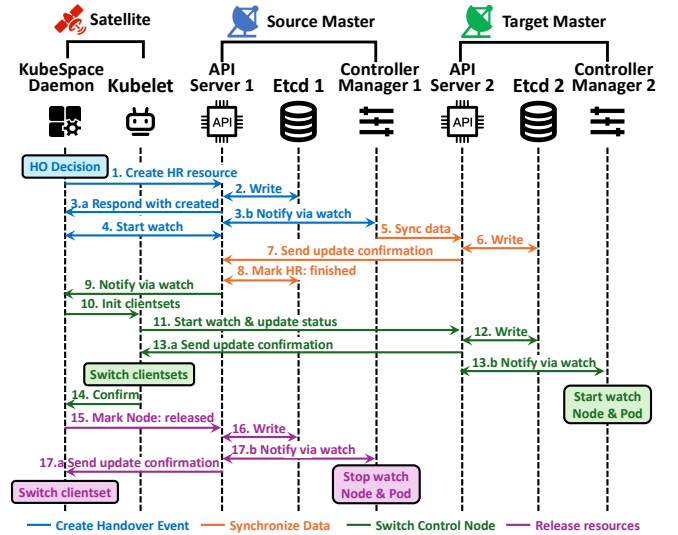 Satellite
Source Master
Target Master
KubeSpace
Daemon
Kubelet
API
Server 1
Etcd 1
Controller
Manager 1
API
Server 2
Etcd 2
Controller
Manager 2
API
API
HO Decision
1. Create HR resource
2. Write
3.a Respond with created
3.b Notify via watch
4. Start watch
5. Sync data
6. Write
7. Send update confirmation
8. Mark HR: finished
9. Notify via watch
10. Init clientsets
11. Start watch & update status
12. Write
13.a Send update confirmation
13.b Notify via watch
Switch clientsets
Start watch
Node & Pod
14. Confirm
15. Mark Node: released
16. Write
17.b Notify via watch
17.a Send update confirmation
Switch clientset
Stop watch
Node & Pod
Create Handover Event
Synchronize Data
Switch Control Node
Release resources